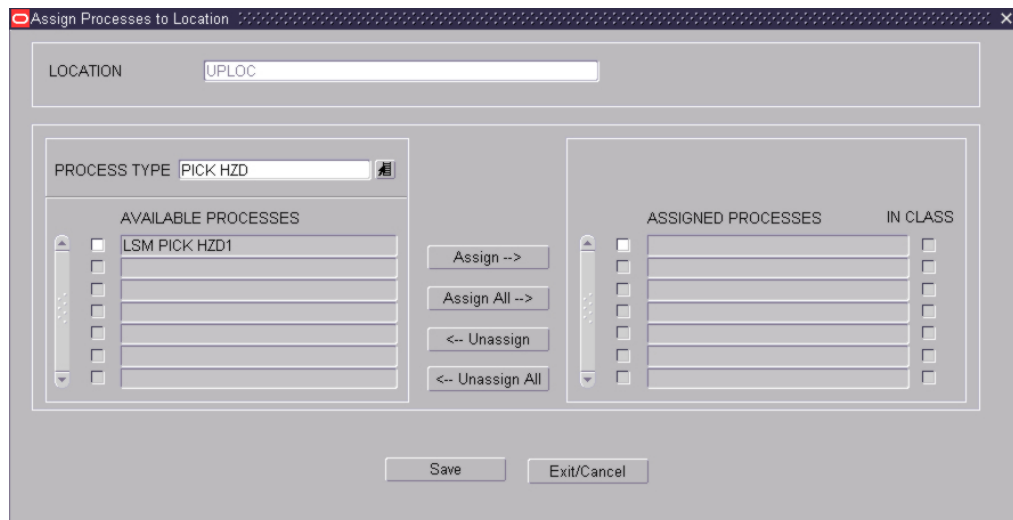 Assign Processes to Location
LOCATION UPLOC
PROCESS TYPE PICK HZD
AVAILABLE PROCESSES
LSM PICK HZD1
Assign -->
Assign All -->
<-- Unassign
<-- Unassign All
ASSIGNED PROCESSES IN CLASS
Save Exit/Cancel